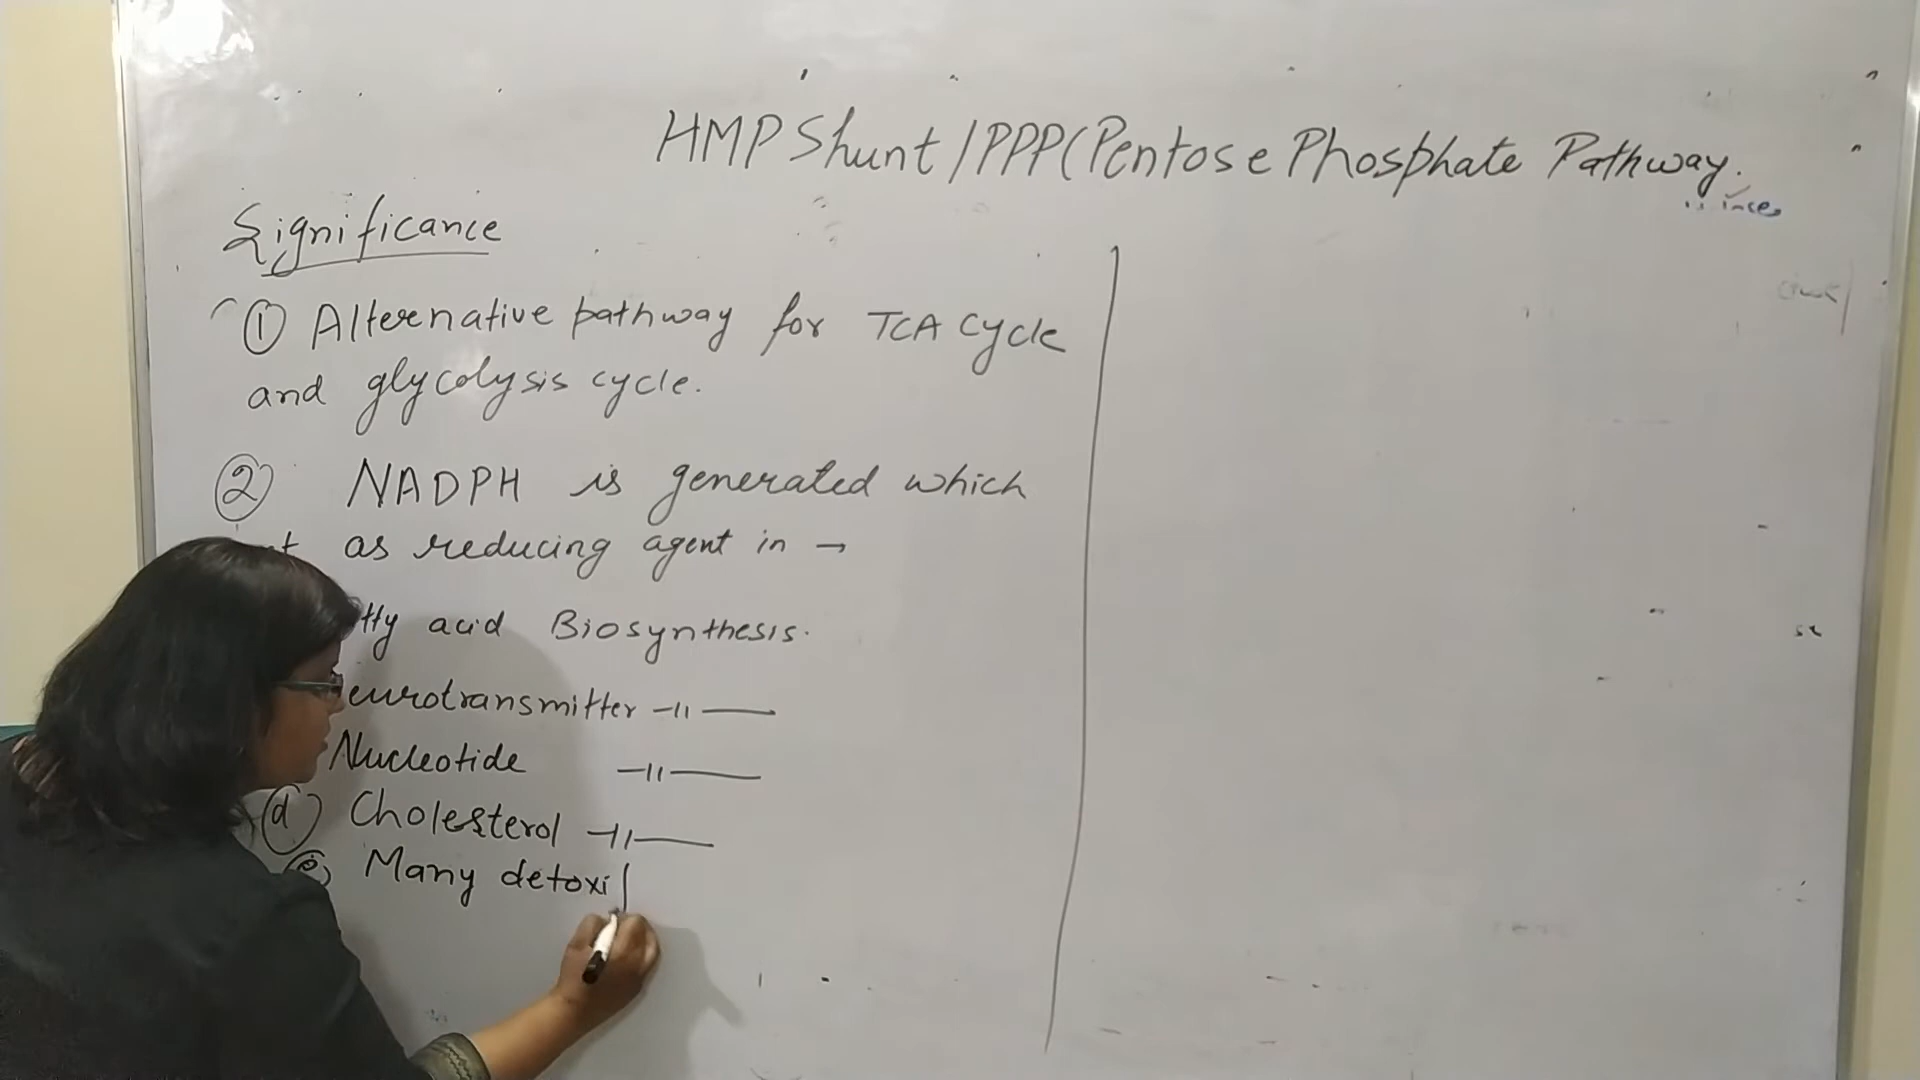 HMP Shunt / PPP (Pentose Phosphate Pathway.
Significance
① Alternative pathway for TCA cycle
and glycolysis cycle.
② NADPH is generated which
as reducing agent in →
tty acid Biosynthesis.
eurotransmitter —11——
Nucleotide —11——
ⓓ Cholesterol —11——
ⓔ Many detoxi